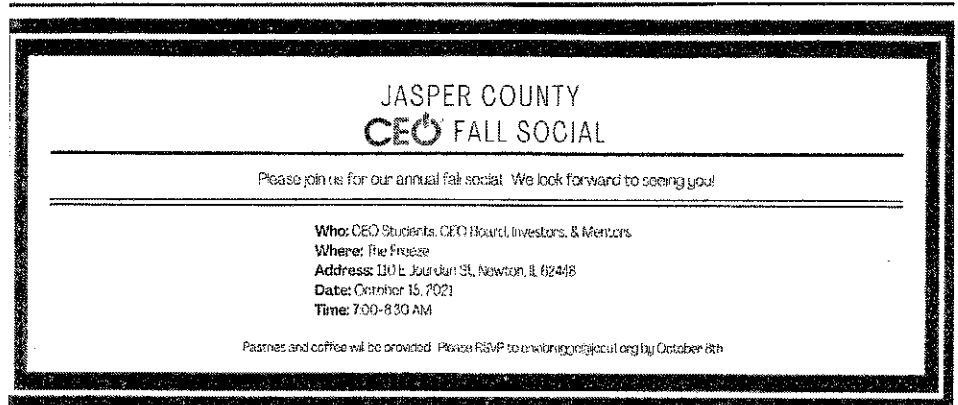 JASPER COUNTY
CEO FALL SOCIAL
Please join us for our annual fall social. We look forward to seeing you!
Who: CEO Students, CEO Board, Investors, & Mentors
Where: The Freeze
Address: 110 E Jourdan St, Newton, IL 62448
Date: October 15, 2021
Time: 7:00-8:30 AM
Pastries and coffee will be provided. Please RSVP to by October 8th